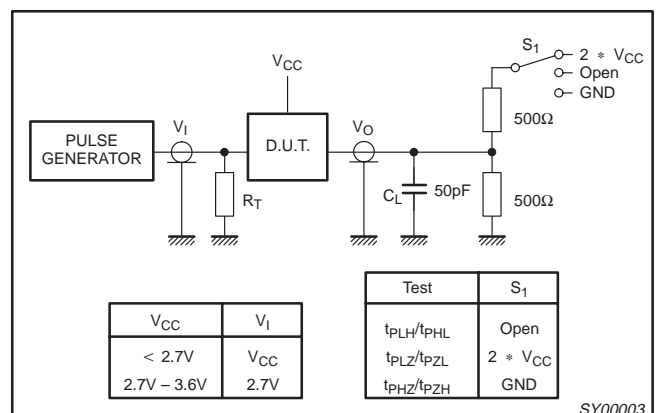 S1
2 * VCC
Open
GND
VCC
500Ω
PULSE
GENERATOR
VI
D.U.T.
VO
RT
CL
50pF
500Ω
VCC VI
< 2.7V VCC
2.7V – 3.6V 2.7V
Test S1
tPLH/tPHL Open
tPLZ/tPZL 2 * VCC
tPHZ/tPZH GND
SY00003